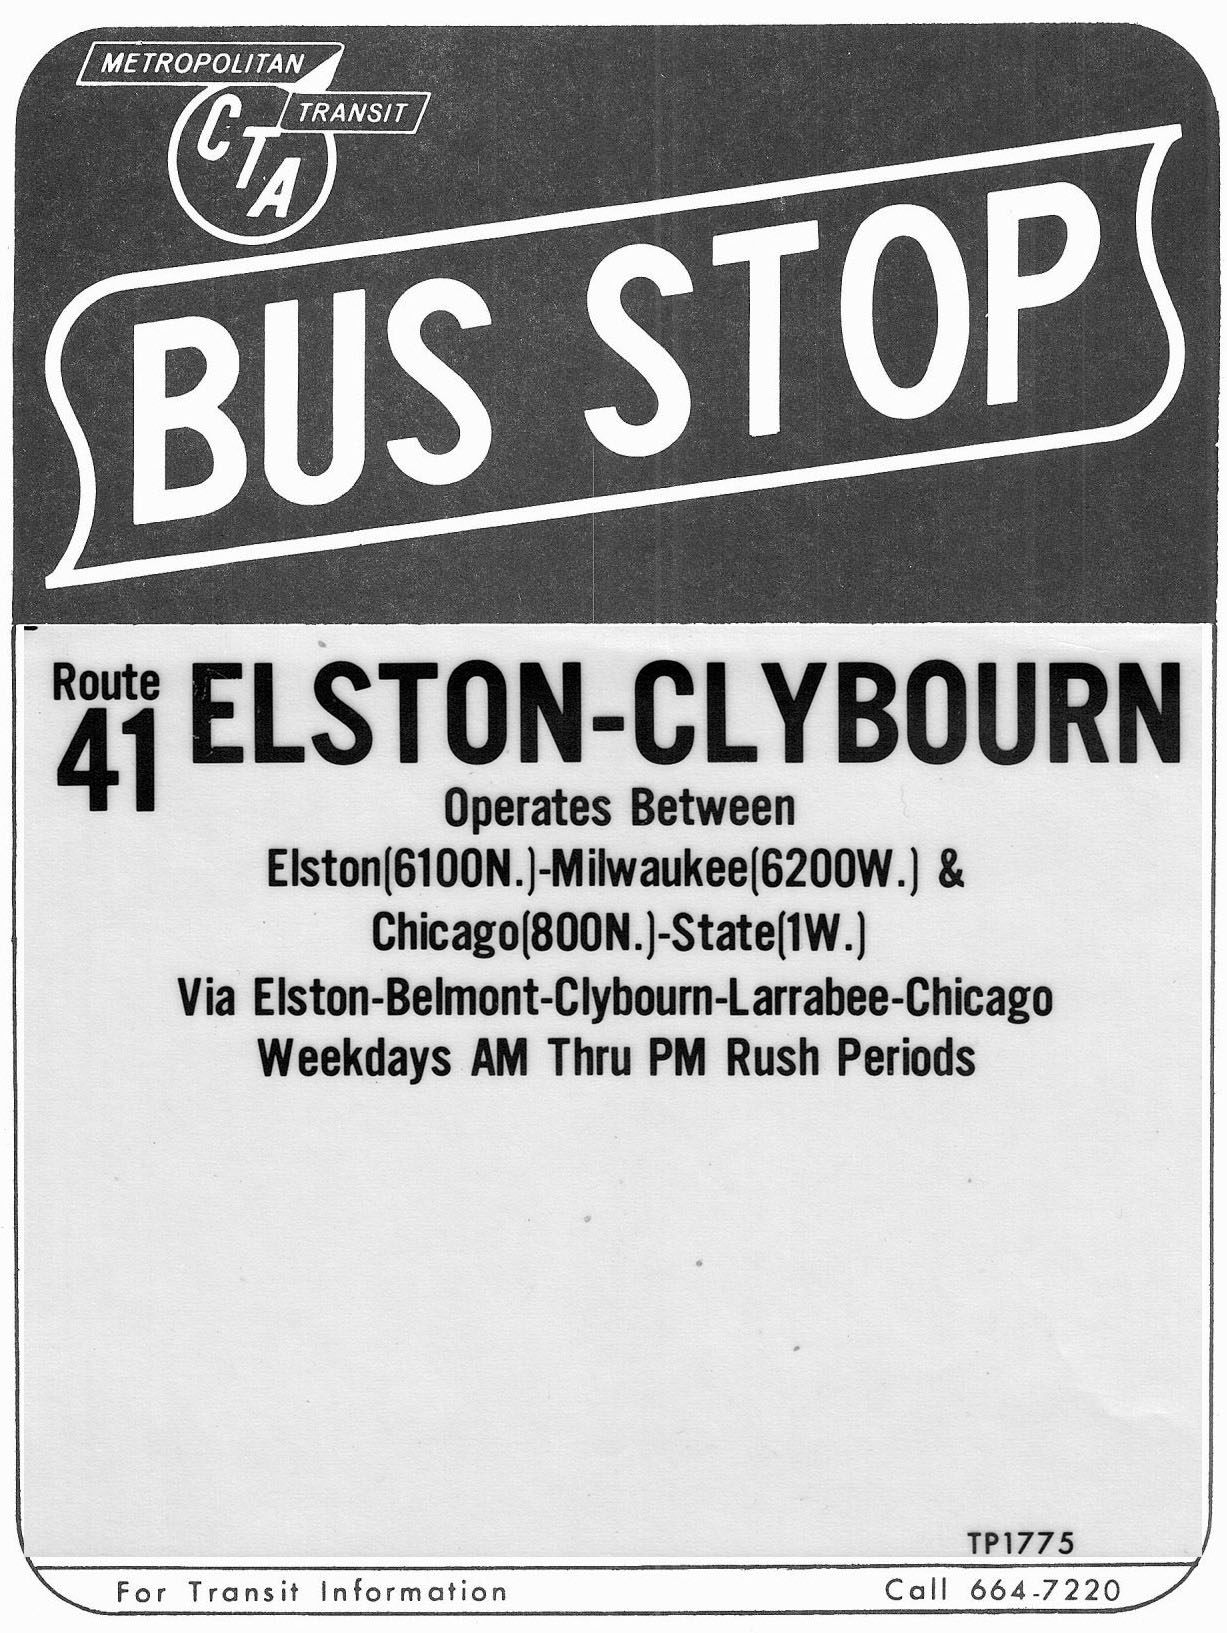 METROPOLITAN
TRANSIT
CTA
BUS STOP
Route
41
ELSTON-CLYBOURN
Operates Between
Elston(6100N.)-Milwaukee(6200W.) &
Chicago(800N.)-State(1W.)
Via Elston-Belmont-Clybourn-Larrabee-Chicago
Weekdays AM Thru PM Rush Periods
TP1775
For Transit Information Call 664-7220